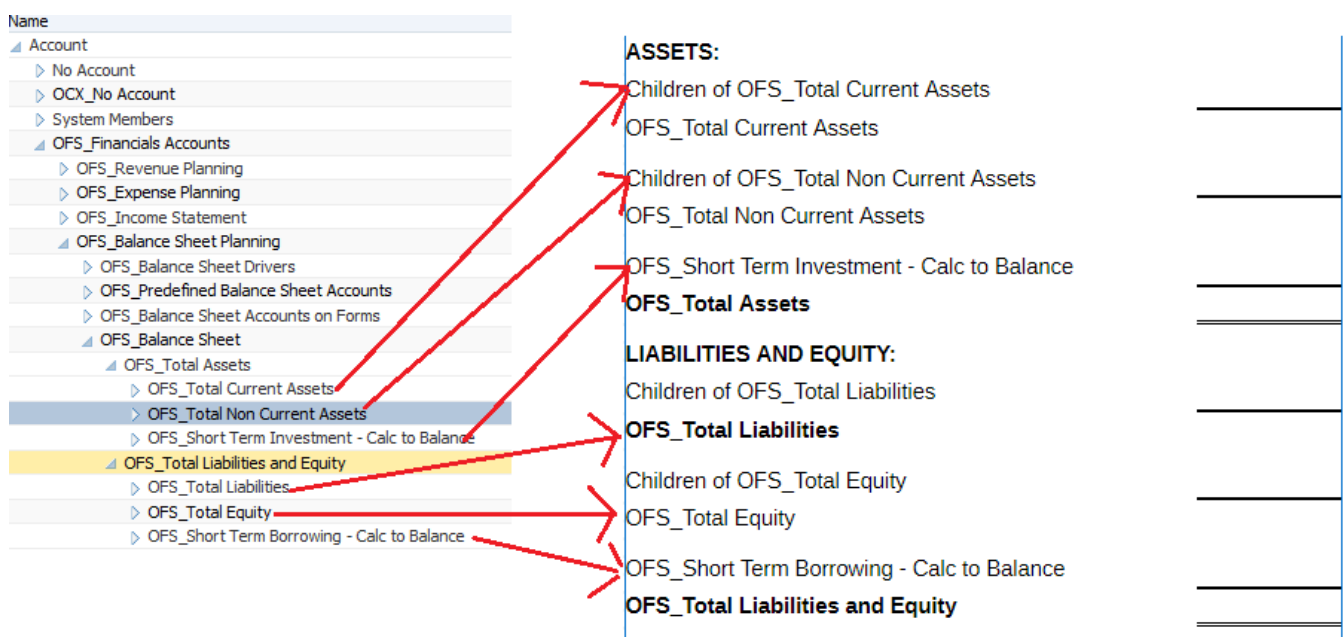 Name
Account
No Account
OCX_No Account
System Members
OFS_Financials Accounts
OFS_Revenue Planning
OFS_Expense Planning
OFS_Income Statement
OFS_Balance Sheet Planning
OFS_Balance Sheet Drivers
OFS_Predefined Balance Sheet Accounts
OFS_Balance Sheet Accounts on Forms
OFS_Balance Sheet
OFS_Total Assets
OFS_Total Current Assets
OFS_Total Non Current Assets
OFS_Short Term Investment - Calc to Balance
OFS_Total Liabilities and Equity
OFS_Total Liabilities
OFS_Total Equity
OFS_Short Term Borrowing - Calc to Balance
ASSETS:
Children of OFS_Total Current Assets
OFS_Total Current Assets
Children of OFS_Total Non Current Assets
OFS_Total Non Current Assets
OFS_Short Term Investment - Calc to Balance
OFS_Total Assets
LIABILITIES AND EQUITY:
Children of OFS_Total Liabilities
OFS_Total Liabilities
Children of OFS_Total Equity
OFS_Total Equity
OFS_Short Term Borrowing - Calc to Balance
OFS_Total Liabilities and Equity